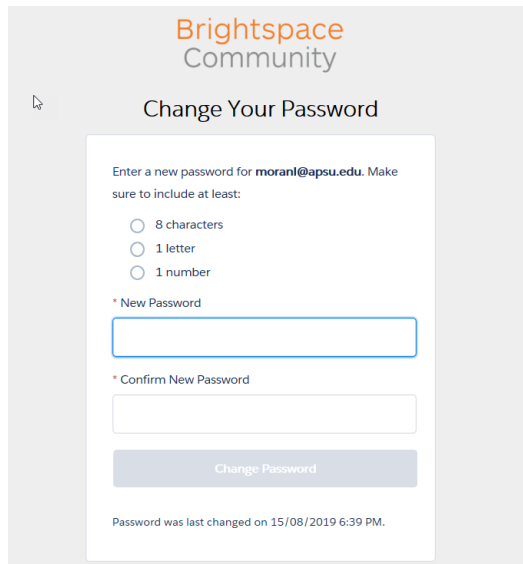 Brightspace
Community
Change Your Password
Enter a new password for moranl@apsu.edu. Make
sure to include at least:
8 characters
1 letter
1 number
* New Password
* Confirm New Password
Change Password
Password was last changed on 15/08/2019 6:39 PM.